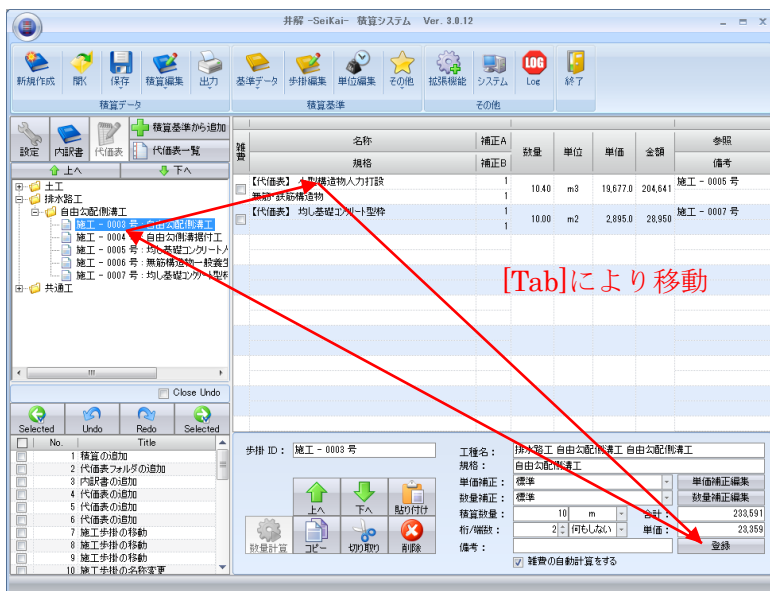 井解 -SeiKai- 積算システム Ver. 3.0.12
新規作成 開く 保存 積算編集 出力 基準データ 歩掛編集 単位編集 その他 拡張機能 システム Log 終了
LOG
積算データ 積算基準 その他
設定 内訳書 代価表 積算基準から追加
代価表一覧
上へ 下へ
土工
排水路工
自由勾配側溝工
施工 - 0003 号 : 自由勾配側溝工
施工 - 0004 号 : 自由勾配側溝据付工
施工 - 0005 号 : 均し基礎コンクリート人
施工 - 0006 号 : 無筋構造物一般養生
施工 - 0007 号 : 均し基礎コンクリート型枠
共通工
雑費 名称 補正A 数量 単位 単価 金額 参照
規格 補正B 備考
【代価表】 小型構造物人力打設 1 10.40 m3 19,677.0 204,641 施工 - 0005 号
無筋・鉄筋構造物 1
【代価表】 均し基礎コンクリート型枠 1 10.00 m2 2,895.0 28,950 施工 - 0007 号
1
[Tab]により移動
Close Undo
Selected Undo Redo Selected
No. Title
1 積算の追加
2 代価表フォルダの追加
3 内訳書の追加
4 代価表の追加
5 代価表の追加
6 代価表の追加
7 施工歩掛の移動
8 施工歩掛の移動
9 施工歩掛の移動
10 施工歩掛の名称変更
歩掛 ID : 施工 - 0003 号
上へ 下へ 貼り付け
数量計算 コピー 切り取り 削除
工種名 : 排水路工 自由勾配側溝工 自由勾配側溝工
規格 : 自由勾配側溝工
単価補正 : 標準 単価補正編集
数量補正 : 標準 数量補正編集
積算数量 : 10 m 合計 : 233,591
桁/端数 : 2 何もしない 単価 : 23,359
備考 : 登録
雑費の自動計算をする